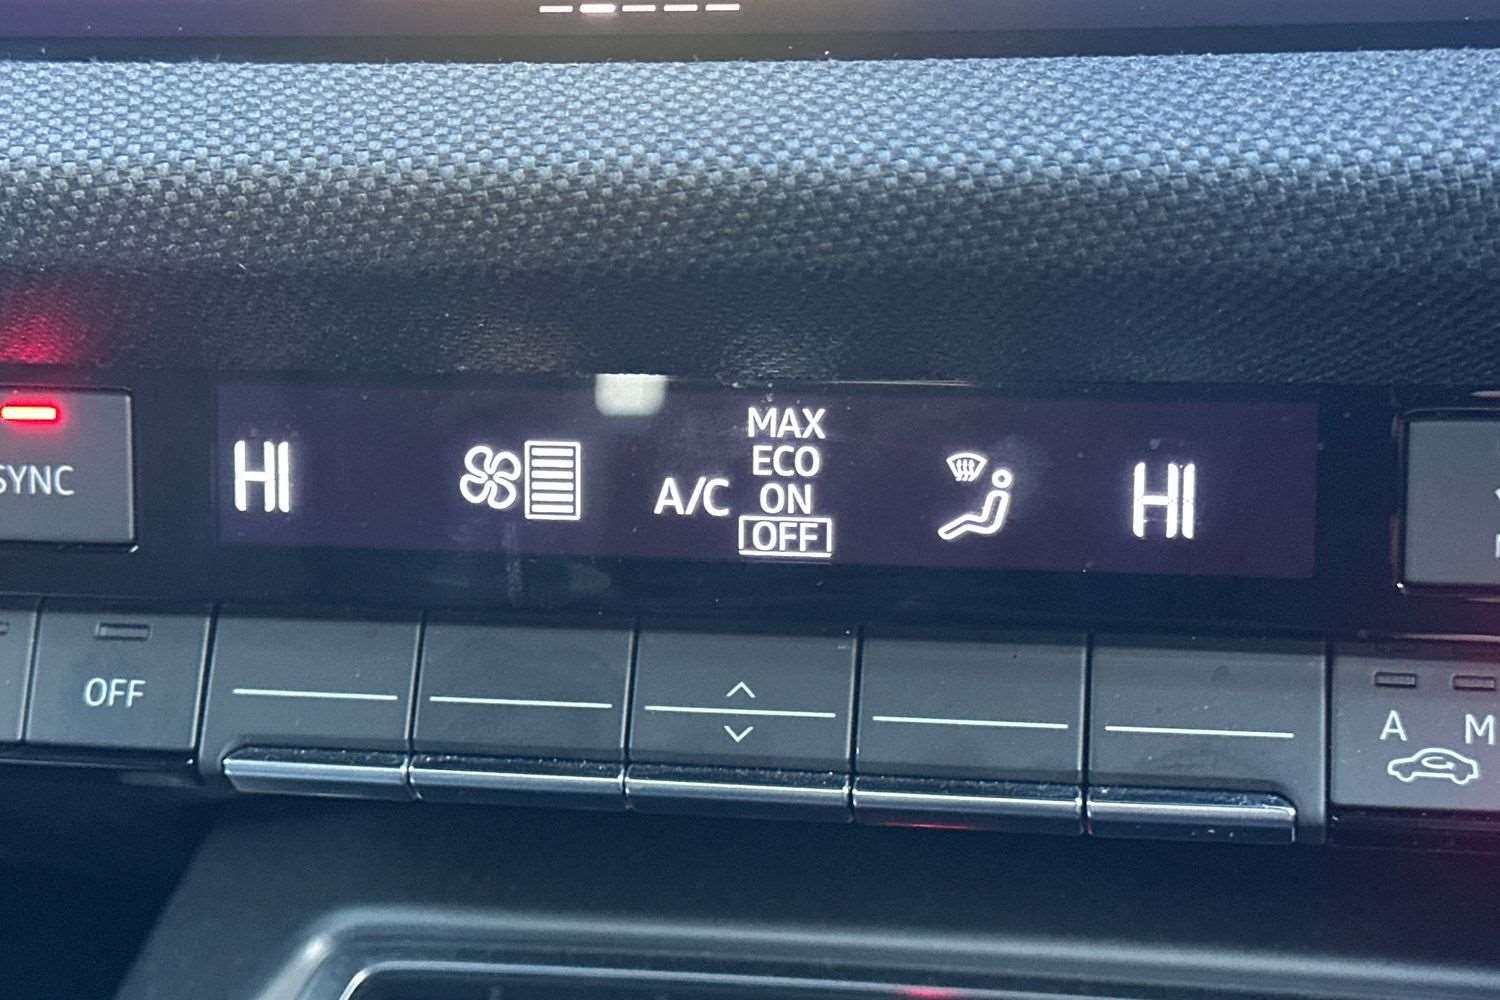 SYNC
HI
A/C
MAX
ECO
ON
OFF
HI
OFF
A M